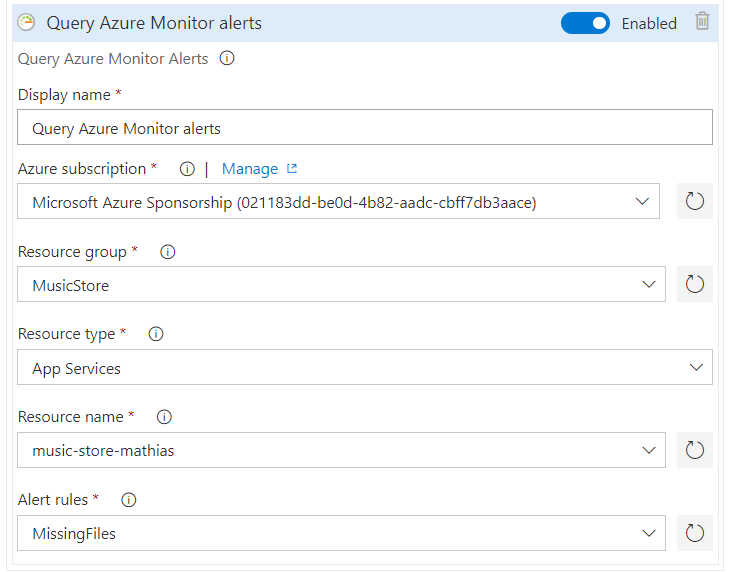 Query Azure Monitor alerts Enabled
Query Azure Monitor Alerts
Display name *
Query Azure Monitor alerts
Azure subscription * | Manage
Microsoft Azure Sponsorship (021183dd-be0d-4b82-aadc-cbff7db3aace)
Resource group *
MusicStore
Resource type *
App Services
Resource name *
music-store-mathias
Alert rules *
MissingFiles